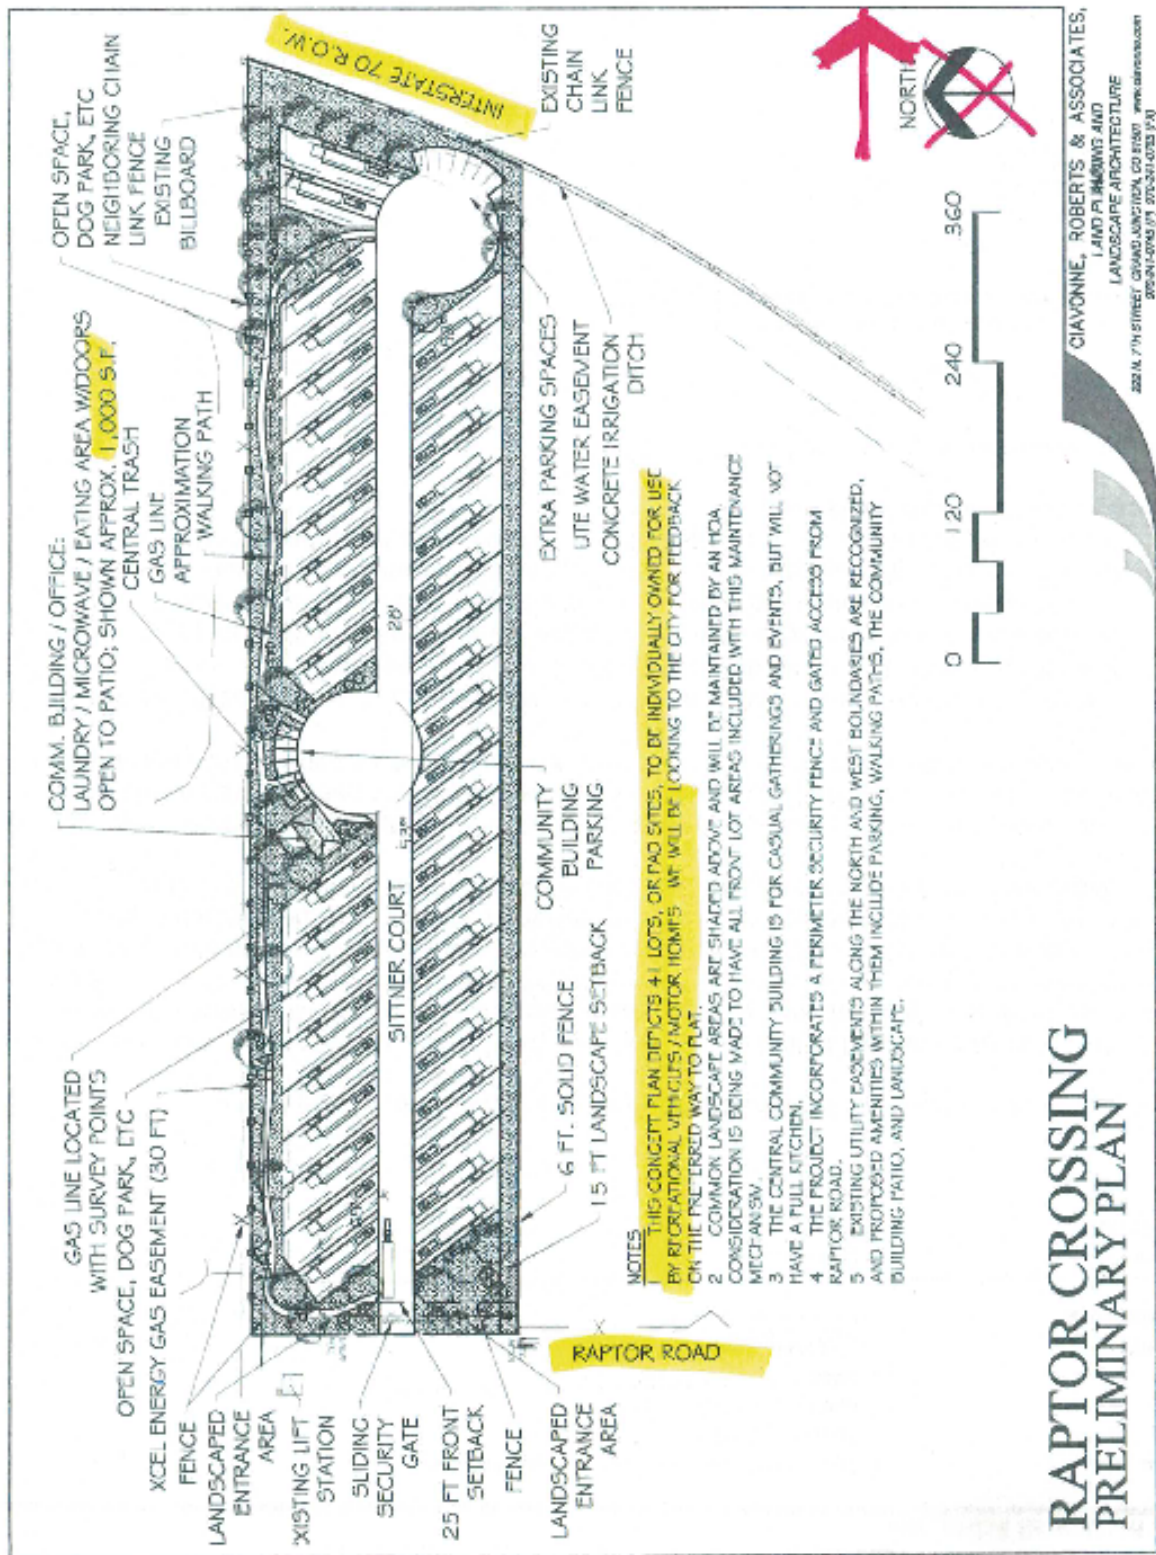 INTERSTATE 70 R.O.W.
OPEN SPACE,
DOG PARK, ETC
NEIGHBORING CHAIN
LINK FENCE
EXISTING
BILLBOARD
EXISTING
CHAIN
LINK
FENCE
NORTH
COMM. BUILDING / OFFICE:
LAUNDRY / MICROWAVE / EATING AREA
OPEN TO PATIO; SHOWN APPROX. 1,000 S.F.
CENTRAL TRASH
GAS LINE
APPROXIMATION
WALKING PATH
EXTRA PARKING SPACES
UTE WATER EASEMENT
CONCRETE IRRIGATION
DITCH
GAS LINE LOCATED
WITH SURVEY POINTS
OPEN SPACE, DOG PARK, ETC
XCEL ENERGY GAS EASEMENT (30 FT)
FENCE
LANDSCAPED
ENTRANCE
AREA
XISTING LIFT
STATION
SLIDING
SECURITY
GATE
25 FT FRONT
SETBACK
FENCE
LANDSCAPED
ENTRANCE
AREA
SITTNER COURT
28'
COMMUNITY
BUILDING
PARKING
6 FT. SOLID FENCE
15 FT LANDSCAPE SETBACK
RAPTOR ROAD
NOTES
1 THIS CONCEPT PLAN DEPICTS 41 LOTS, OR PAD SITES, TO BE INDIVIDUALLY OWNED FOR USE
BY RECREATIONAL VEHICLES / MOTOR HOMES. WE WILL BE LOOKING TO THE CITY FOR FEEDBACK
ON THE PREFERRED WAY TO PLAT.
2 COMMON LANDSCAPE AREAS ARE SHADED ABOVE AND WILL BE MAINTAINED BY AN HOA.
CONSIDERATION IS BEING MADE TO HAVE ALL FRONT LOT AREAS INCLUDED WITH THIS MAINTENANCE
MECHANISM.
3 THE CENTRAL COMMUNITY BUILDING IS FOR CASUAL GATHERINGS AND EVENTS, BUT WILL NOT
HAVE A FULL KITCHEN.
4 THE PROJECT INCORPORATES A PERIMETER SECURITY FENCE AND GATED ACCESS FROM
RAPTOR ROAD.
5 EXISTING UTILITY EASEMENTS ALONG THE NORTH AND WEST BOUNDARIES ARE RECOGNIZED,
AND PROPOSED AMENITIES WITHIN THEM INCLUDE PARKING, WALKING PATHS, THE COMMUNITY
BUILDING PATIO, AND LANDSCAPE.
0 120 240 360
CIAVONNE, ROBERTS & ASSOCIATES,
LAND PLANNING AND
LANDSCAPE ARCHITECTURE
222 N. 7TH STREET GRAND JUNCTION, CO 81501 www.ciavonne.com
RAPTOR CROSSING
PRELIMINARY PLAN